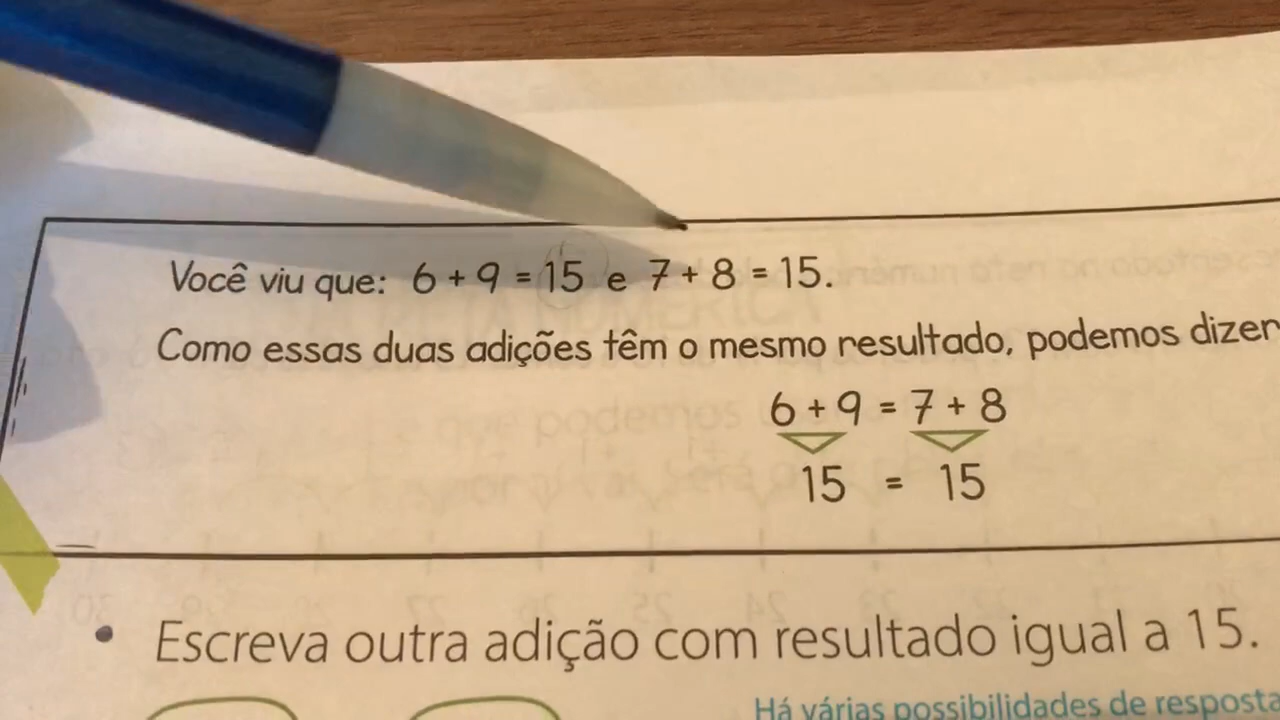 Você viu que: 6 + 9 = 15 e 7 + 8 = 15.
Como essas duas adições têm o mesmo resultado, podemos dizer
6 + 9 = 7 + 8
15 = 15
• Escreva outra adição com resultado igual a 15.
Há várias possibilidades de resposta